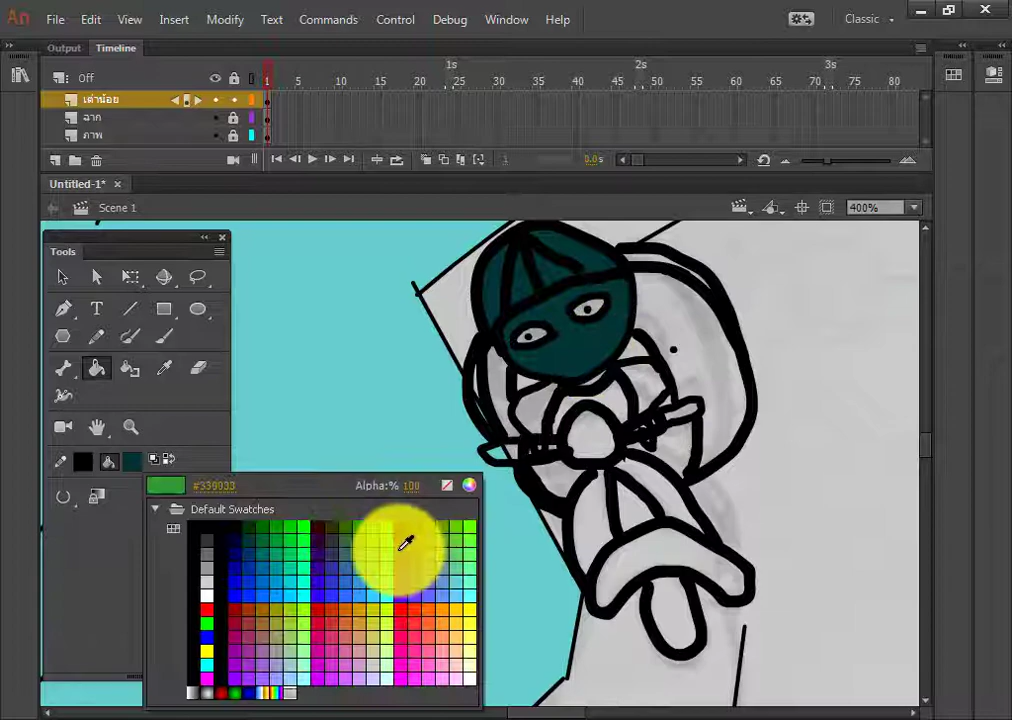 An File Edit View Insert Modify Text Commands Control Debug Window Help Classic
Output Timeline
1s 2s 3s
Off 1 5 10 15 20 25 30 35 40 45 50 55 60 65 70 75 80
เต่าน้อย
ฉาก
ภาพ
1 0.0s
Untitled-1* ×
Scene 1 400%
Tools
T
#339933 Alpha:% 100
Default Swatches